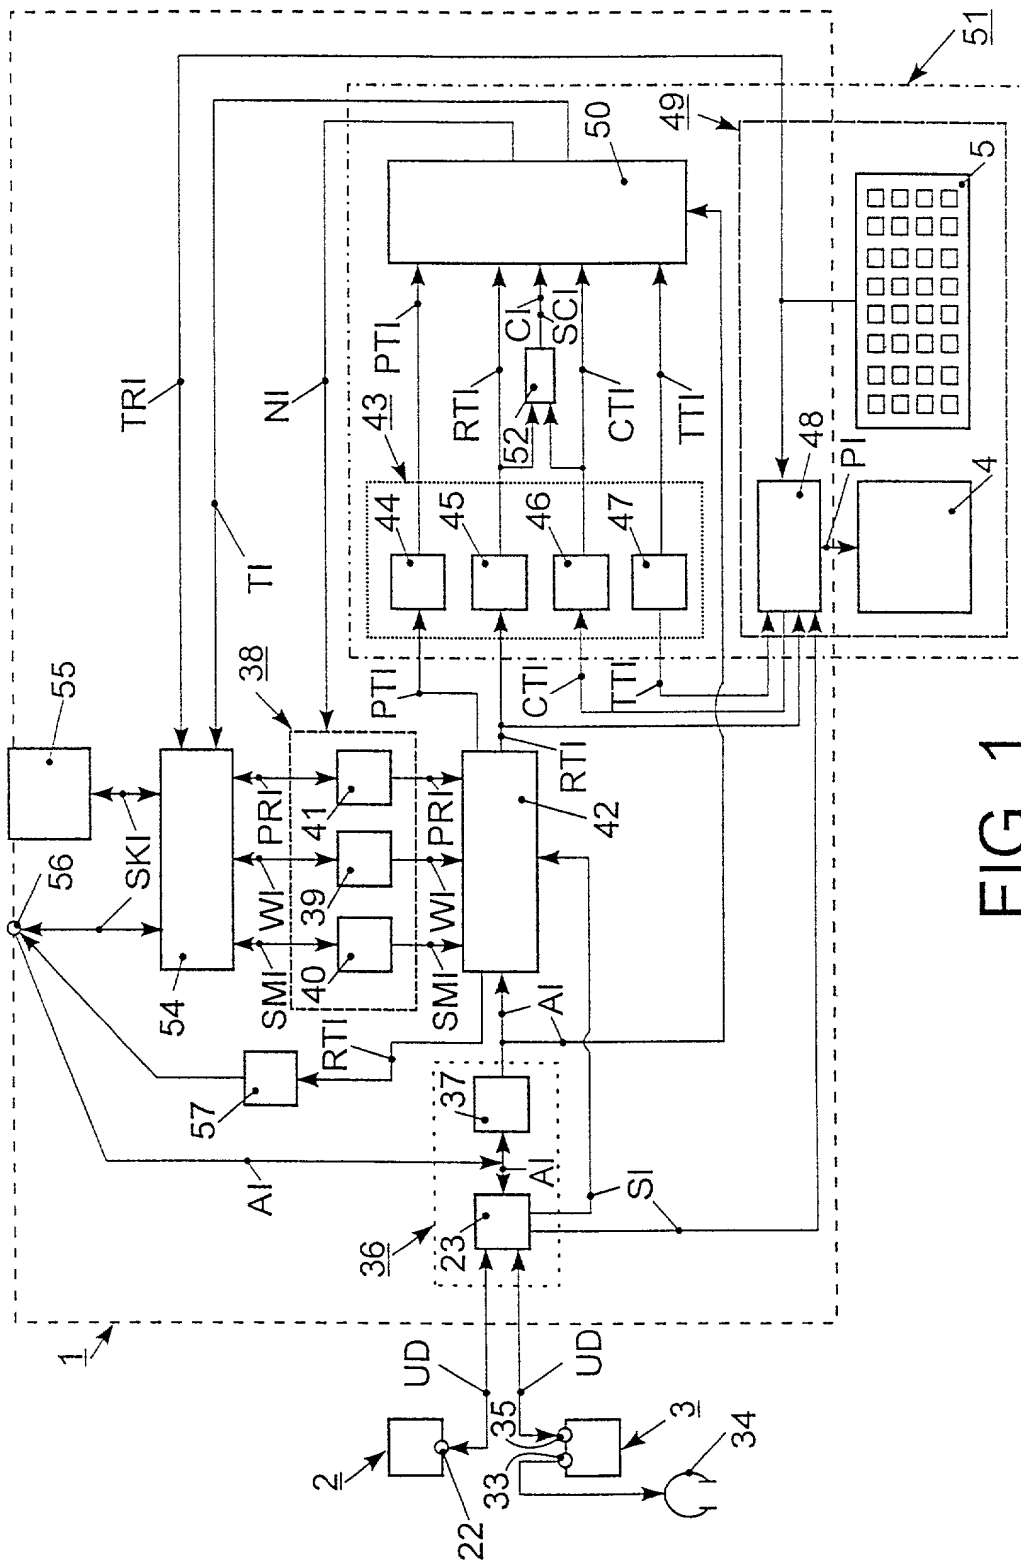 1
2
22
UD
UD
33
35
3
34
36
23
AI
37
SI
AI
AI
AI
57
RTI
56
SKI
55
54
SMI
WI
PRI
38
40
39
41
SMI
WI
PRI
42
RTI
PTI
CTI
TTI
TRI
TI
NI
43
44
45
46
47
PTI
RTI
52
CI
SCI
CTI
TTI
50
51
49
48
PI
4
5
FIG 1